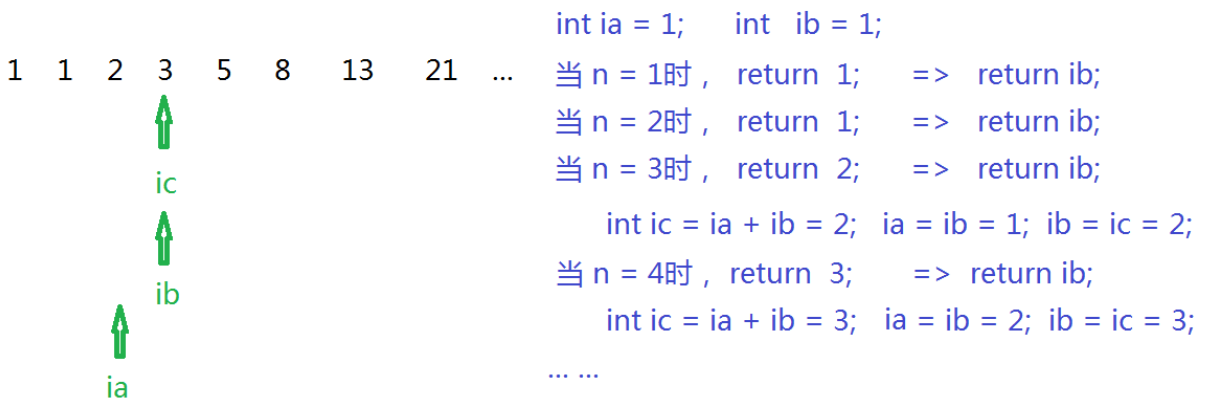 1 1 2 3 5 8 13 21 ...
ic
ib
ia
int ia = 1; int ib = 1;
当 n = 1时 , return 1; => return ib;
当 n = 2时 , return 1; => return ib;
当 n = 3时 , return 2; => return ib;
int ic = ia + ib = 2; ia = ib = 1; ib = ic = 2;
当 n = 4时 , return 3; => return ib;
int ic = ia + ib = 3; ia = ib = 2; ib = ic = 3;
... ...